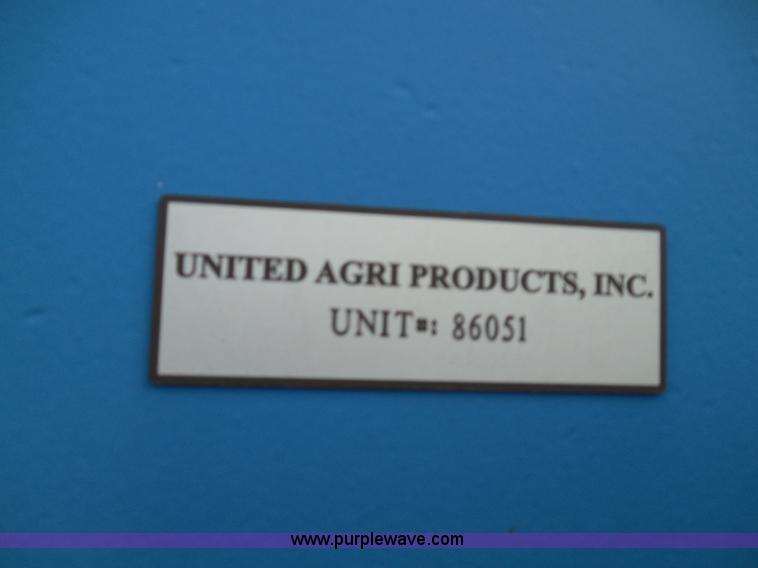 UNITED AGRI PRODUCTS, INC.
UNIT#: 86051
www.purplewave.com